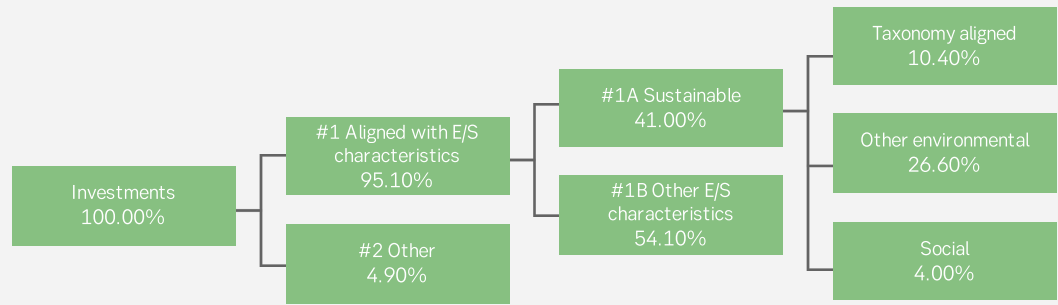 Investments
100.00%
#1 Aligned with E/S
characteristics
95.10%
#2 Other
4.90%
#1A Sustainable
41.00%
#1B Other E/S
characteristics
54.10%
Taxonomy aligned
10.40%
Other environmental
26.60%
Social
4.00%